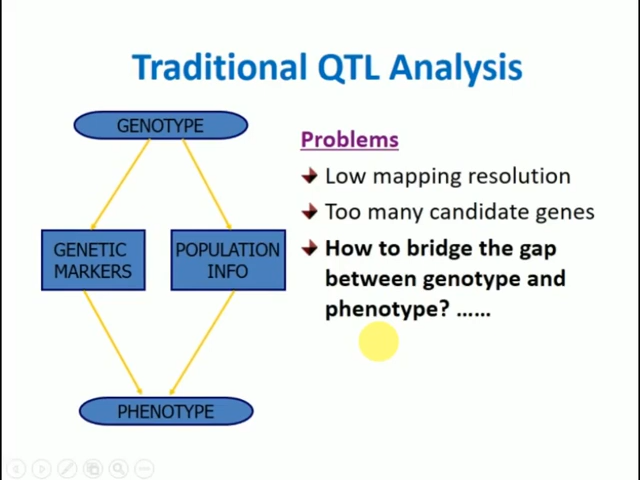 Traditional QTL Analysis
GENOTYPE
GENETIC
MARKERS
POPULATION
INFO
PHENOTYPE
Problems
Low mapping resolution
Too many candidate genes
How to bridge the gap
between genotype and
phenotype? ......